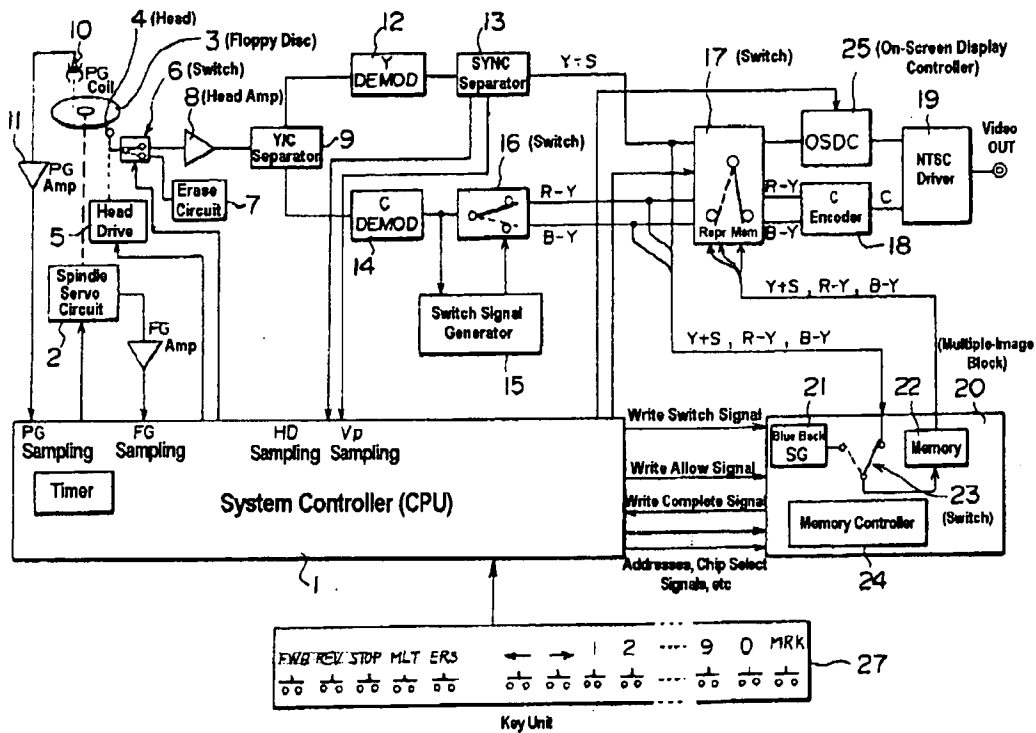 4 (Head)
10
3 (Floppy Disc)
PG Coil
6 (Switch)
8 (Head Amp)
12
Y DEMOD
13
SYNC Separator
Y+S
17 (Switch)
25 (On-Screen Display Controller)
19
Video OUT
11
PG Amp
Y/C Separator
9
16 (Switch)
OSDC
NTSC Driver
Erase Circuit
7
Head Drive
5
C DEMOD
14
R-Y
B-Y
Repr Mem
R-Y
B-Y
C Encoder
C
18
Spindle Servo Circuit
2
FG Amp
Switch Signal Generator
15
Y+S , R-Y , B-Y
Y+S , R-Y , B-Y
(Multiple-Image Block)
20
21
22
Blue Back SG
Memory
23 (Switch)
Memory Controller
24
Write Switch Signal
Write Allow Signal
Write Complete Signal
Addresses, Chip Select Signals, etc
PG Sampling
FG Sampling
HD Sampling
Vp Sampling
Timer
System Controller (CPU)
1
FWD REV STOP MLT ERS ← → 1 2 ---- 9 0 MRK
27
Key Unit